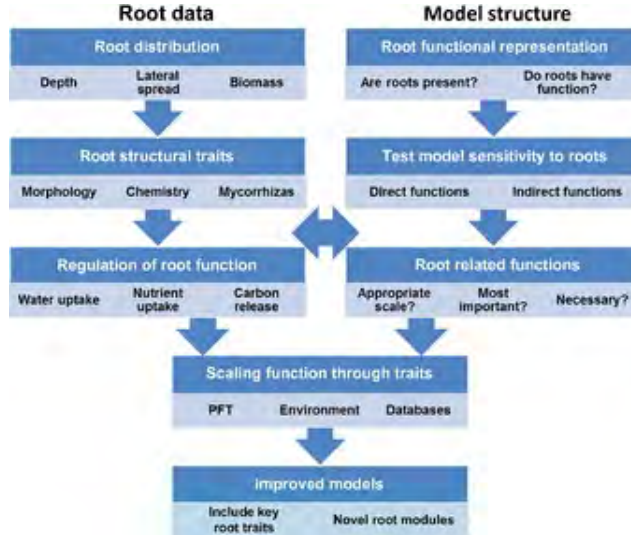 Root data
Model structure
Root distribution
Depth
Lateral
spread
Biomass
Root functional representation
Are roots present?
Do roots have
function?
Root structural traits
Morphology
Chemistry
Mycorrhizas
Test model sensitivity to roots
Direct functions
Indirect functions
Regulation of root function
Water uptake
Nutrient
uptake
Carbon
release
Root related functions
Appropriate
scale?
Most
important?
Necessary?
Scaling function through traits
PFT
Environment
Databases
Improved models
Include key
root traits
Novel root modules